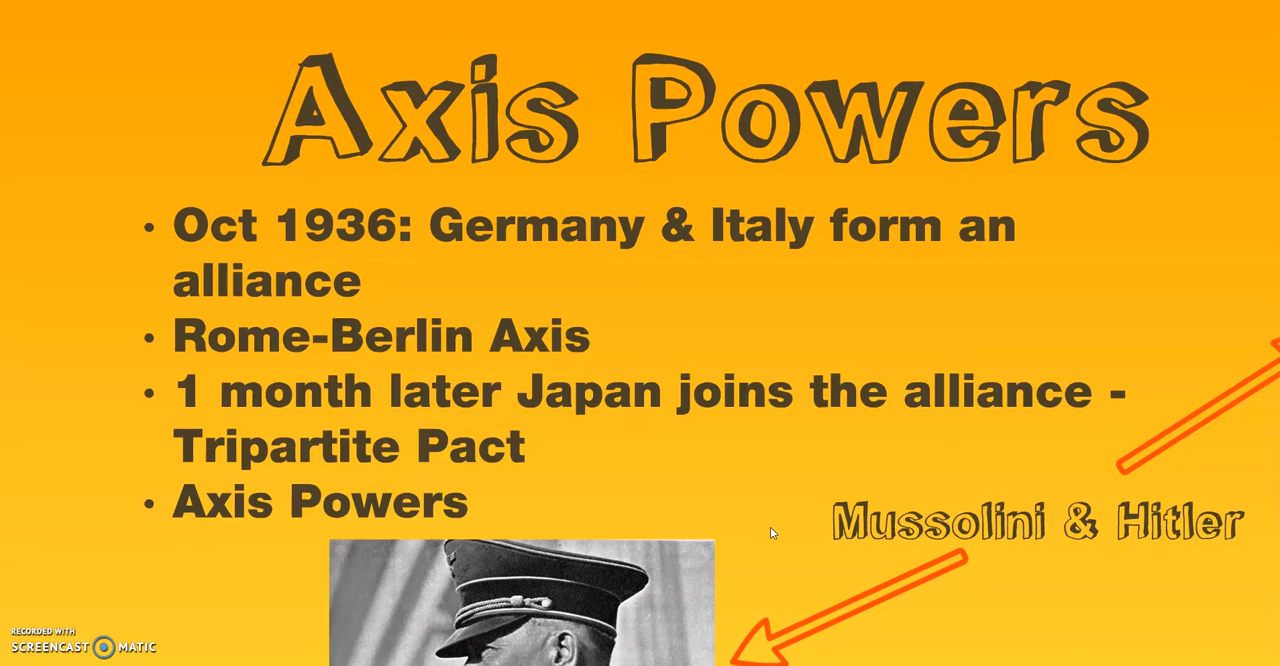 Axis Powers
• Oct 1936: Germany & Italy form an
alliance
• Rome-Berlin Axis
• 1 month later Japan joins the alliance -
Tripartite Pact
• Axis Powers
Mussolini & Hitler
RECORDED WITH
SCREENCAST MATIC